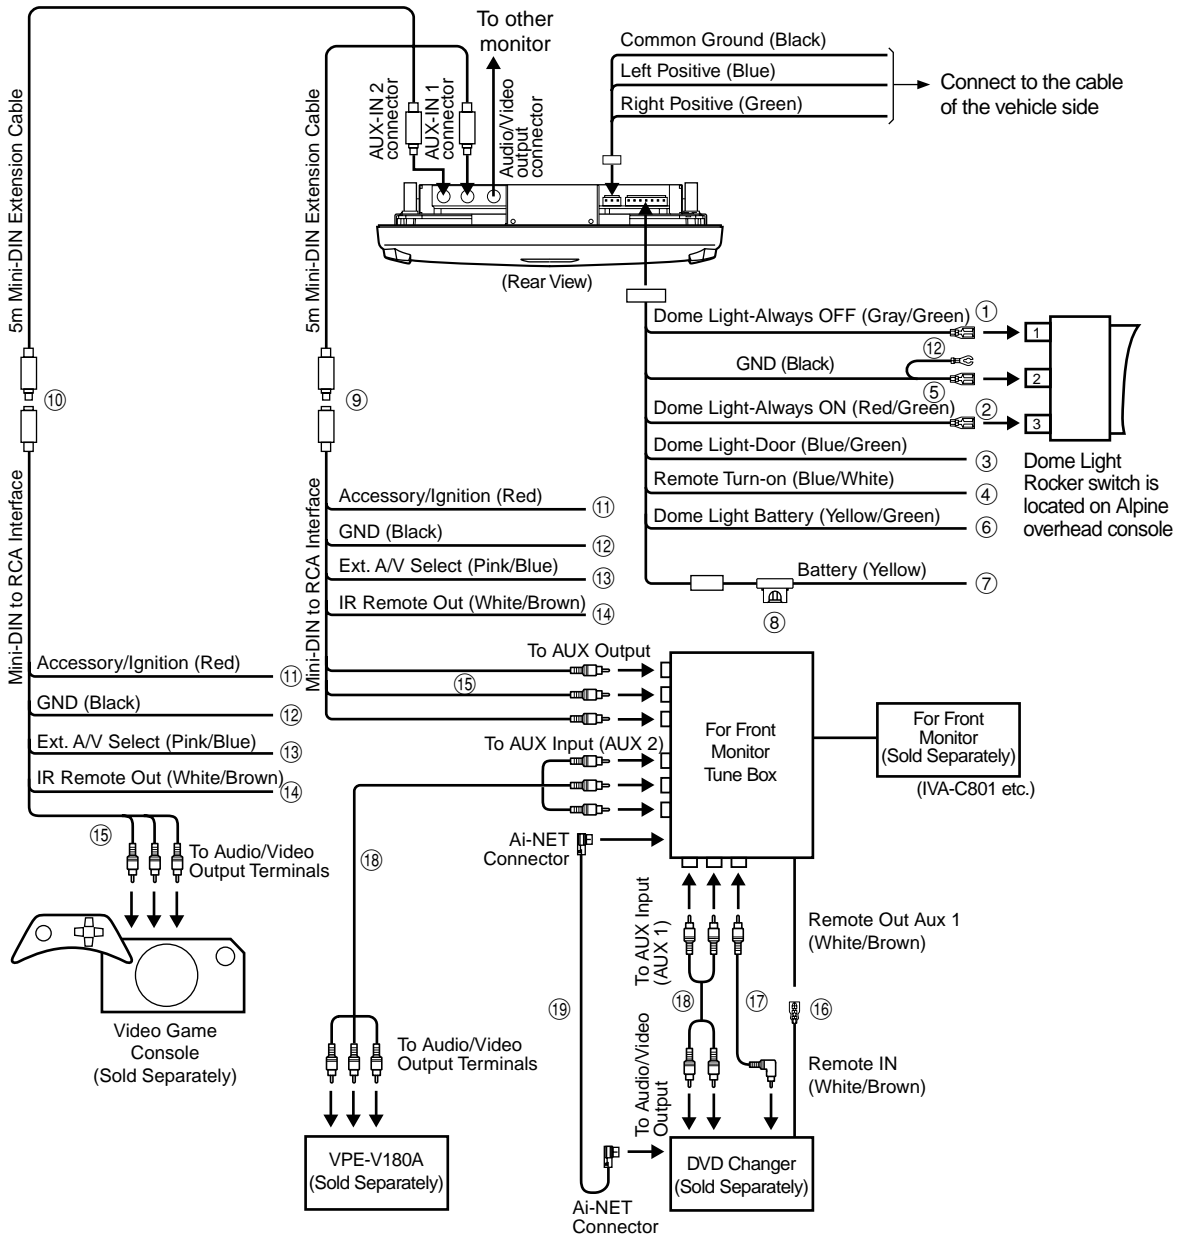 To other
monitor
Common Ground (Black)
Left Positive (Blue)
Right Positive (Green)
Connect to the cable
of the vehicle side
5m Mini-DIN Extension Cable
5m Mini-DIN Extension Cable
AUX-IN 2
connector
AUX-IN 1
connector
Audio/Video
output
connector
(Rear View)
Dome Light-Always OFF (Gray/Green) ①
1
⑫
GND (Black)
2
⑤
Dome Light-Always ON (Red/Green) ②
3
Dome Light-Door (Blue/Green) ③
Remote Turn-on (Blue/White) ④
Dome Light Battery (Yellow/Green) ⑥
Battery (Yellow) ⑦
⑧
Dome Light
Rocker switch is
located on Alpine
overhead console
⑩
⑨
Mini-DIN to RCA Interface
Mini-DIN to RCA Interface
Accessory/Ignition (Red) ⑪
GND (Black) ⑫
Ext. A/V Select (Pink/Blue) ⑬
IR Remote Out (White/Brown) ⑭
Accessory/Ignition (Red) ⑪
GND (Black) ⑫
Ext. A/V Select (Pink/Blue) ⑬
IR Remote Out (White/Brown) ⑭
⑮
To Audio/Video
Output Terminals
Video Game
Console
(Sold Separately)
To AUX Output
⑮
To AUX Input (AUX 2)
For Front
Monitor
Tune Box
For Front
Monitor
(Sold Separately)
(IVA-C801 etc.)
⑱
Ai-NET
Connector
To AUX Input
(AUX 1)
Remote Out Aux 1
(White/Brown)
⑲
⑱
⑰
⑯
To Audio/Video
Output Terminals
To Audio/Video
Output
Remote IN
(White/Brown)
VPE-V180A
(Sold Separately)
DVD Changer
(Sold Separately)
Ai-NET
Connector